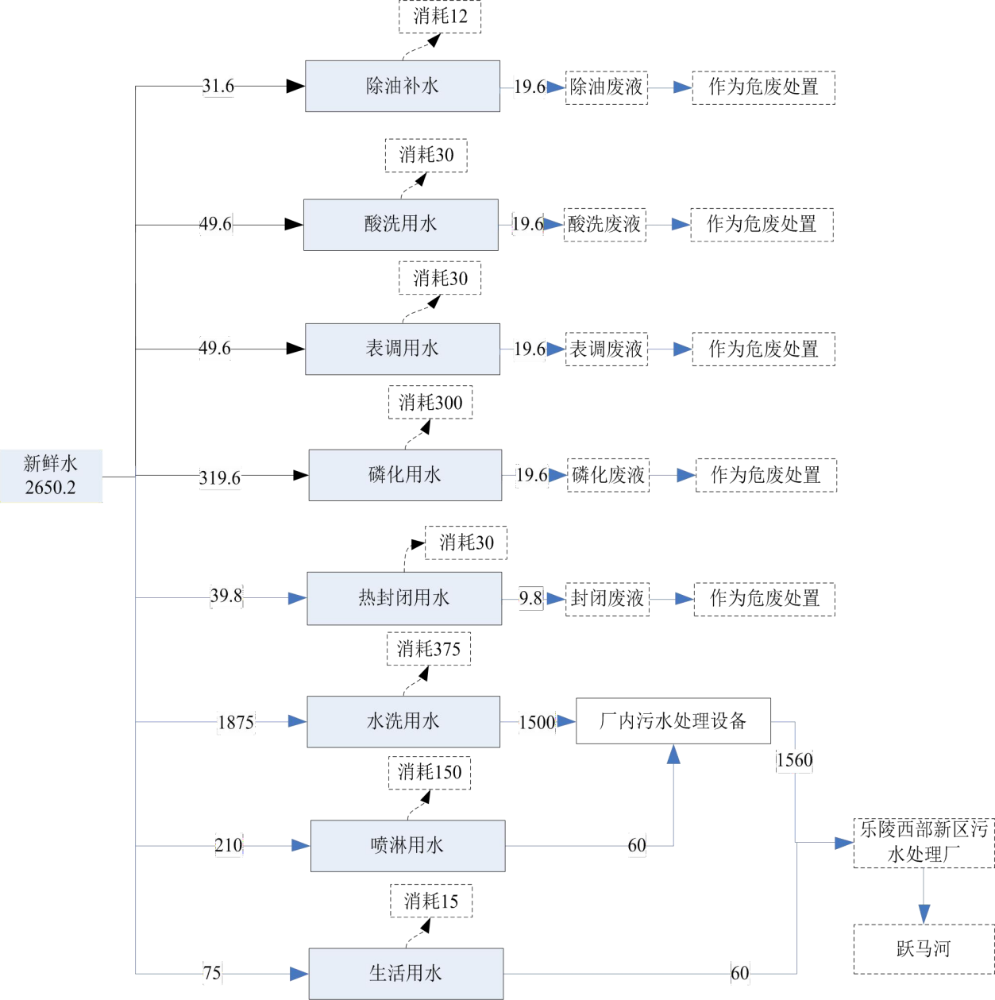 消耗12
31.6
除油补水
19.6
除油废液
作为危废处置
消耗30
49.6
酸洗用水
19.6
酸洗废液
作为危废处置
消耗30
49.6
表调用水
19.6
表调废液
作为危废处置
消耗300
新鲜水
2650.2
319.6
磷化用水
19.6
磷化废液
作为危废处置
消耗30
39.8
热封闭用水
9.8
封闭废液
作为危废处置
消耗375
1875
水洗用水
1500
厂内污水处理设备
1560
消耗150
210
喷淋用水
60
乐陵西部新区污
水处理厂
消耗15
75
生活用水
60
跃马河